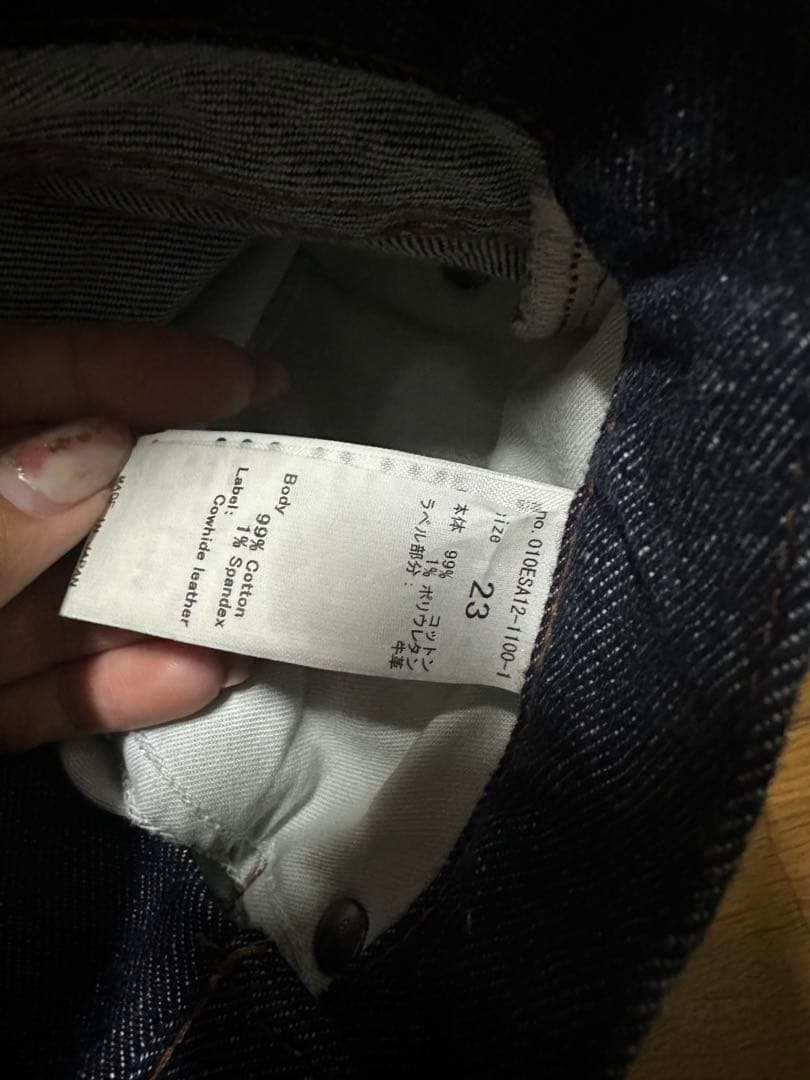 no. 010ESA12-1100-1
size 23
本体 99% コットン
1% ポリウレタン
ラベル部分: 牛革
Body
99% Cotton
1% Spandex
Label:
Cowhide leather
MADE